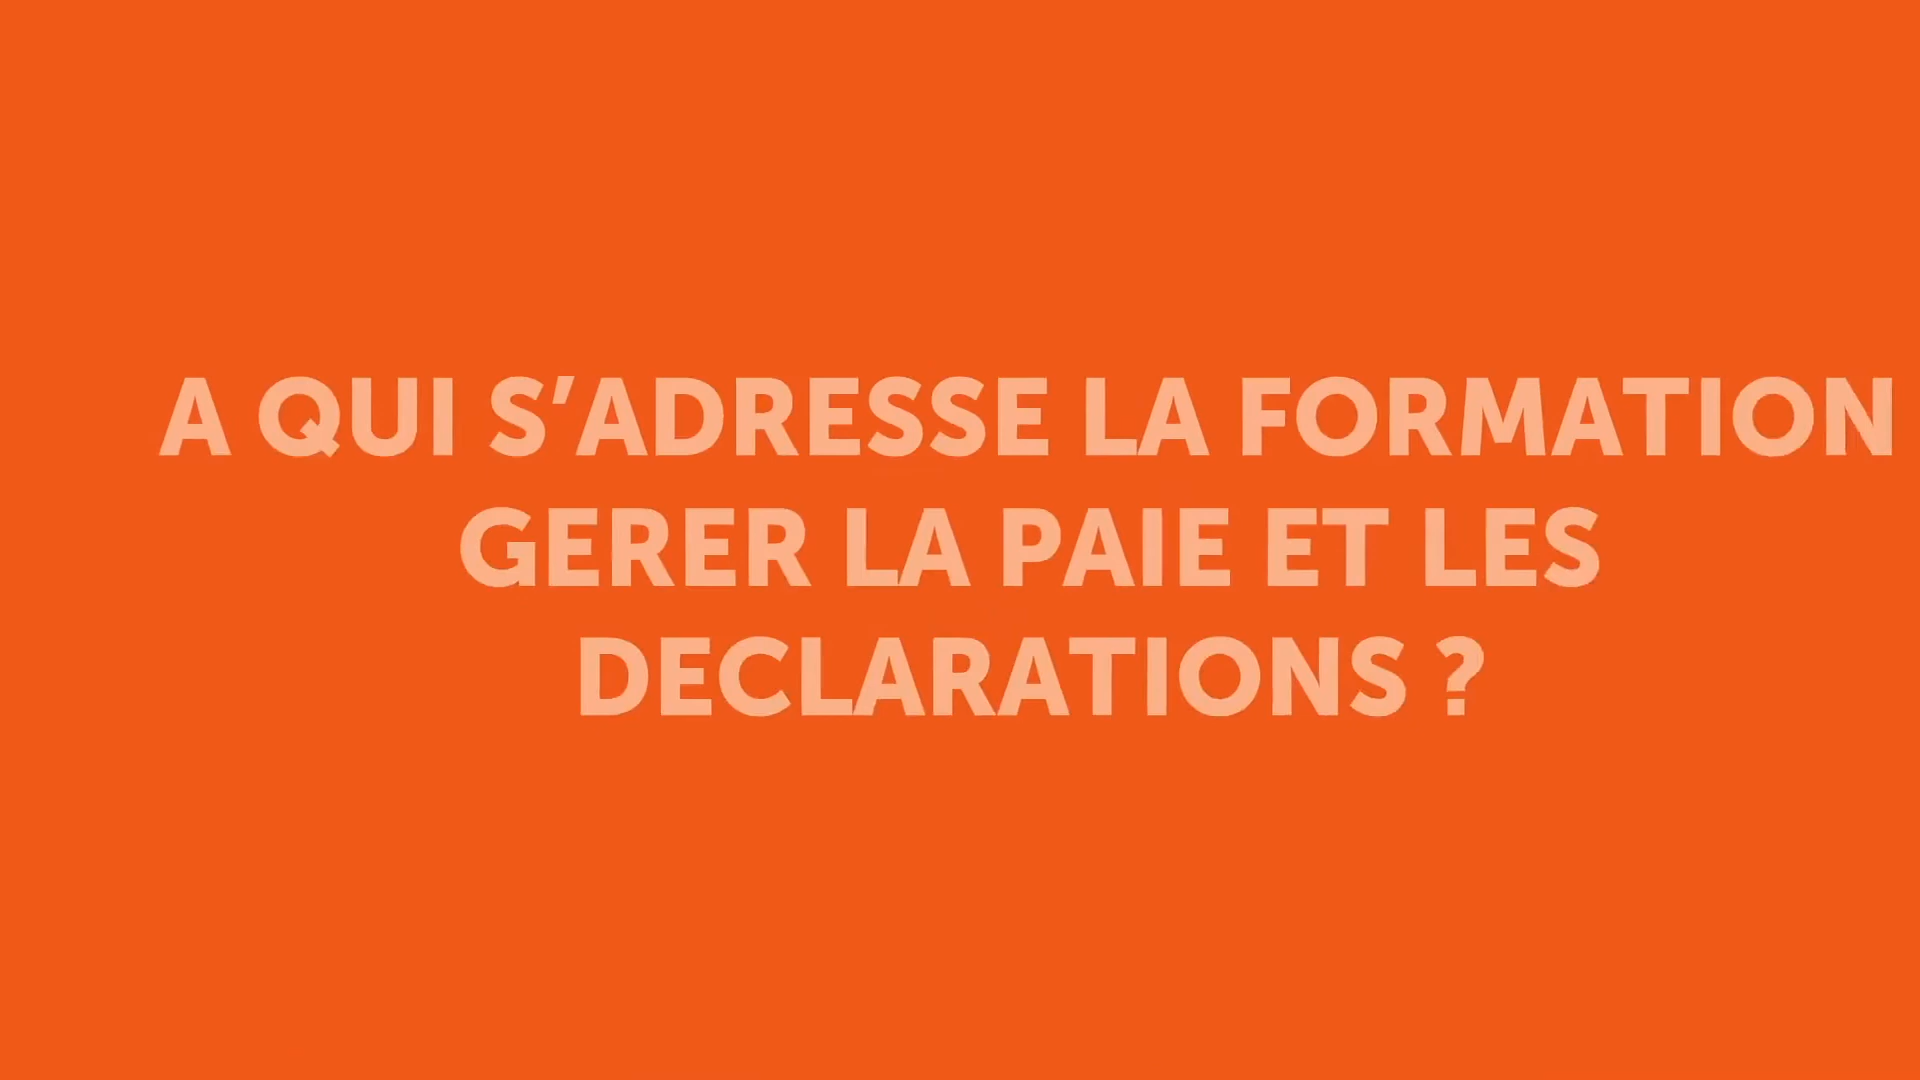 A QUI S’ADRESSE LA FORMATION
GERER LA PAIE ET LES
DECLARATIONS ?